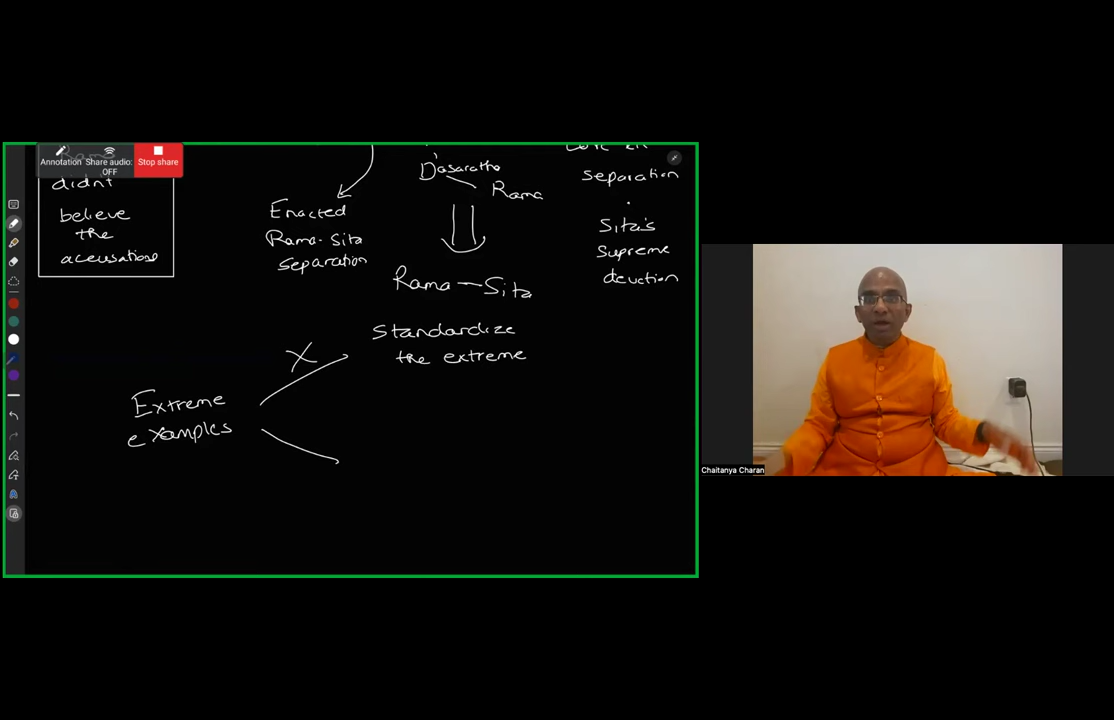 Annotation
Share audio:
OFF
Stop share
didn't
believe
the
accusations
Enacted
Rama-Sita
separation
Dasaratha
Rama
Rama — Sita
separation
Sita's
Supreme
devotion
Standardize
the extreme
X
Extreme
examples
Chaitanya Charan